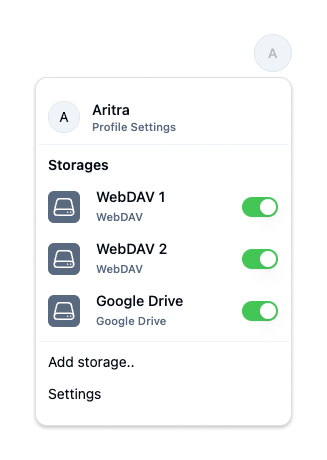 A
A
Aritra
Profile Settings
Storages
WebDAV 1
WebDAV
WebDAV 2
WebDAV
Google Drive
Google Drive
Add storage..
Settings